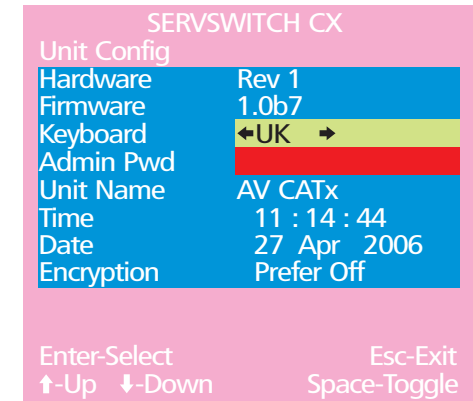 SERVSWITCH CX
Unit Config
Hardware Rev 1
Firmware 1.0b7
Keyboard ←UK →
Admin Pwd
Unit Name AV CATx
Time 11 : 14 : 44
Date 27 Apr 2006
Encryption Prefer Off
Enter-Select Esc-Exit
↑-Up ↓-Down Space-Toggle